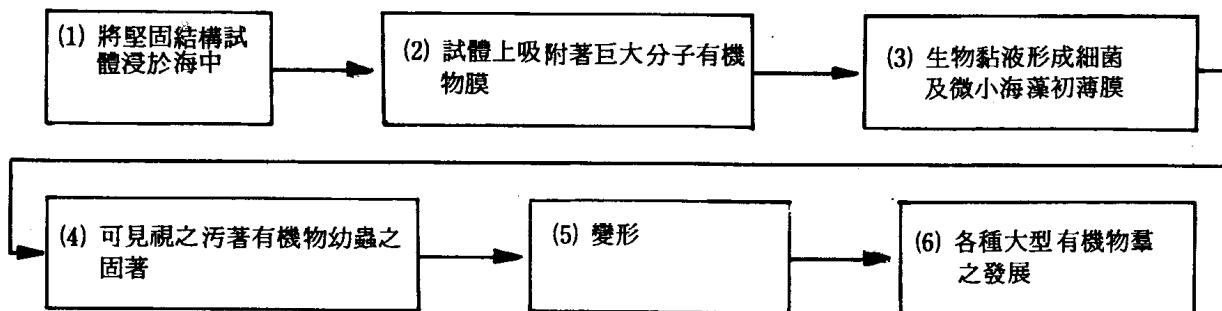 (1) 將堅固結構試
體浸於海中
(2) 試體上吸附著巨大分子有機
物膜
(3) 生物黏液形成細菌
及微小海藻初薄膜
(4) 可見視之汚著有機物幼蟲之
固著
(5) 變形
(6) 各種大型有機物羣
之發展